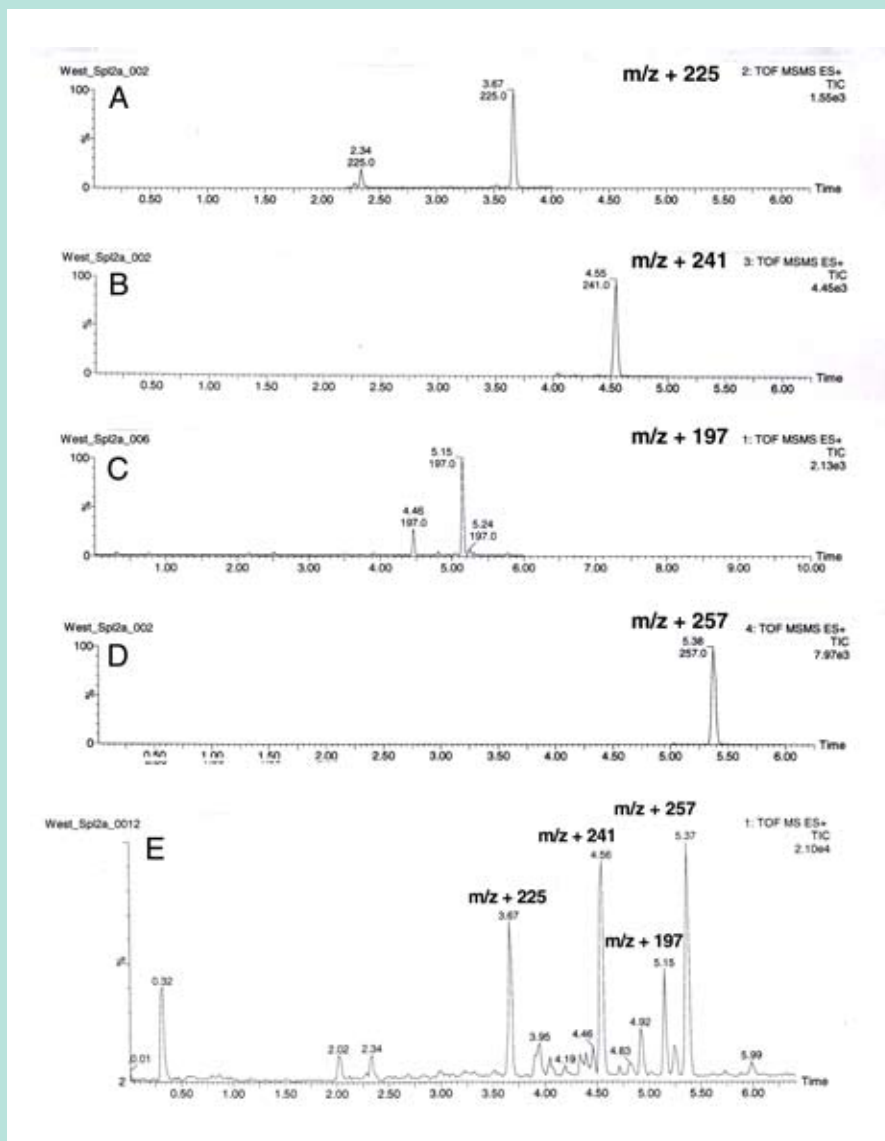 West_Spl2a_002
A
m/z + 225
2: TOF MSMS ES+
TIC
1.55e3
100
%
0
3.67
225.0
2.34
225.0
0.50 1.00 1.50 2.00 2.50 3.00 3.50 4.00 4.50 5.00 5.50 6.00
Time
West_Spl2a_002
B
m/z + 241
3: TOF MSMS ES+
TIC
4.45e3
100
%
0
4.55
241.0
0.50 1.00 1.50 2.00 2.50 3.00 3.50 4.00 4.50 5.00 5.50 6.00
Time
West_Spl2a_006
C
m/z + 197
1: TOF MSMS ES+
TIC
2.13e3
100
%
0
5.15
197.0
4.46
197.0
5.24
197.0
1.00 2.00 3.00 4.00 5.00 6.00 7.00 8.00 9.00 10.00
Time
West_Spl2a_002
D
m/z + 257
4: TOF MSMS ES+
TIC
7.97e3
100
%
0
5.38
257.0
0.50 1.00 1.50 2.00 2.50 3.00 3.50 4.00 4.50 5.00 5.50 6.00
Time
West_Spl2a_0012
E
m/z + 257
1: TOF MS ES+
TIC
2.10e4
m/z + 241
5.37
4.56
m/z + 225
3.67
m/z + 197
5.15
%
0.32
0.01
2.02
2.34
3.95
4.19
4.46
4.83
4.92
5.99
2
0.50 1.00 1.50 2.00 2.50 3.00 3.50 4.00 4.50 5.00 5.50 6.00
Time